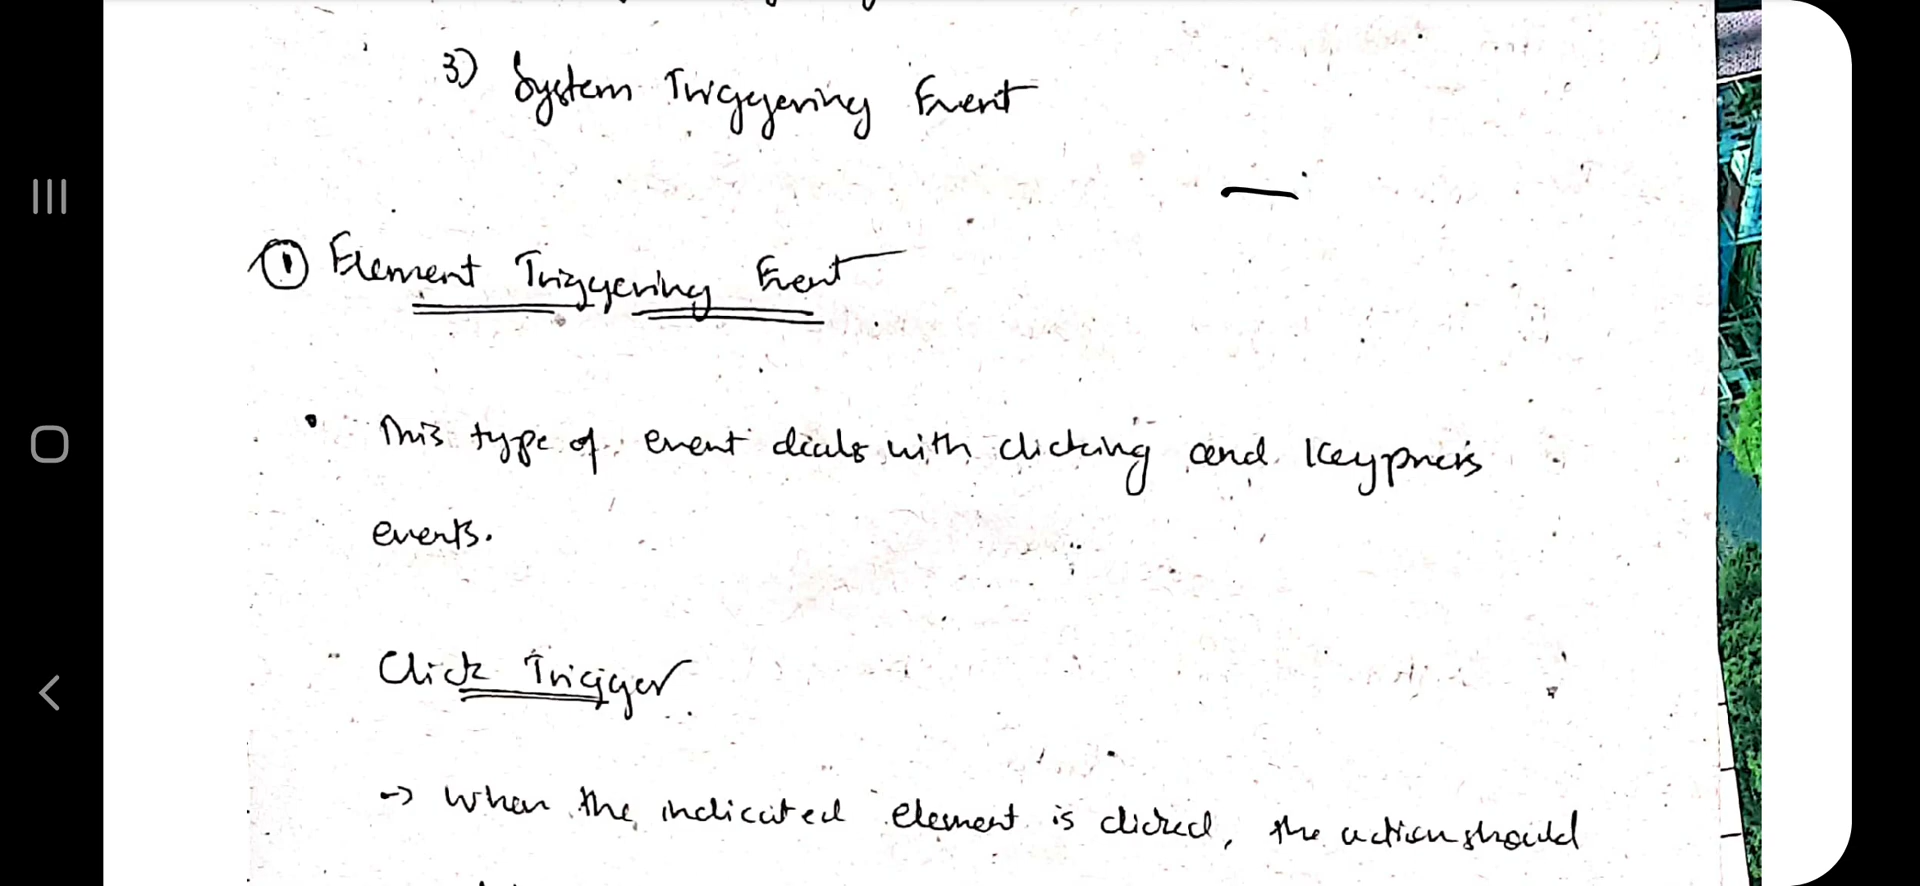 3) System Triggering Event
① Element Triggering Event
• This type of event deals with clicking and keypress
events.
Click Trigger
→ When the indicated element is clicked, the action should